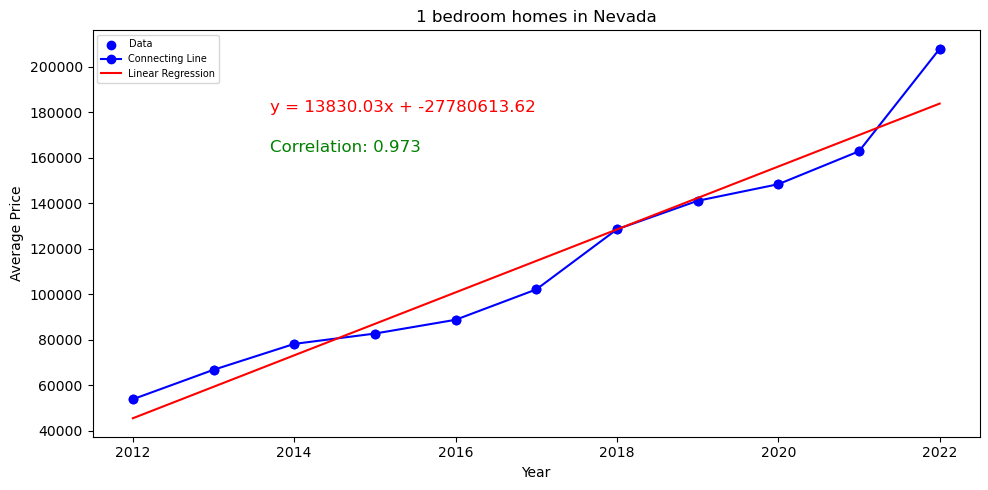 1 bedroom homes in Nevada
Data
Connecting Line
Linear Regression
y = 13830.03x + -27780613.62
Correlation: 0.973
Average Price
200000
180000
160000
140000
120000
100000
80000
60000
40000
2012 2014 2016 2018 2020 2022
Year